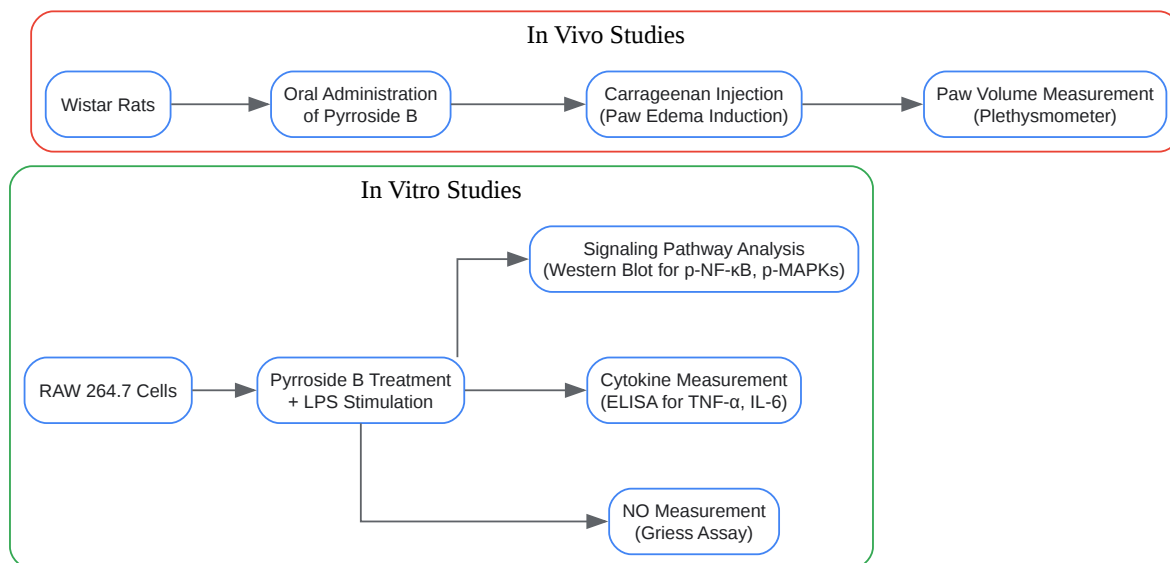 In Vivo Studies
Wistar Rats
Oral Administration
of Pyrroside B
Carrageenan Injection
(Paw Edema Induction)
Paw Volume Measurement
(Plethysmometer)
In Vitro Studies
Signaling Pathway Analysis
(Western Blot for p-NF-κB, p-MAPKs)
RAW 264.7 Cells
Pyrroside B Treatment
+ LPS Stimulation
Cytokine Measurement
(ELISA for TNF-α, IL-6)
NO Measurement
(Griess Assay)